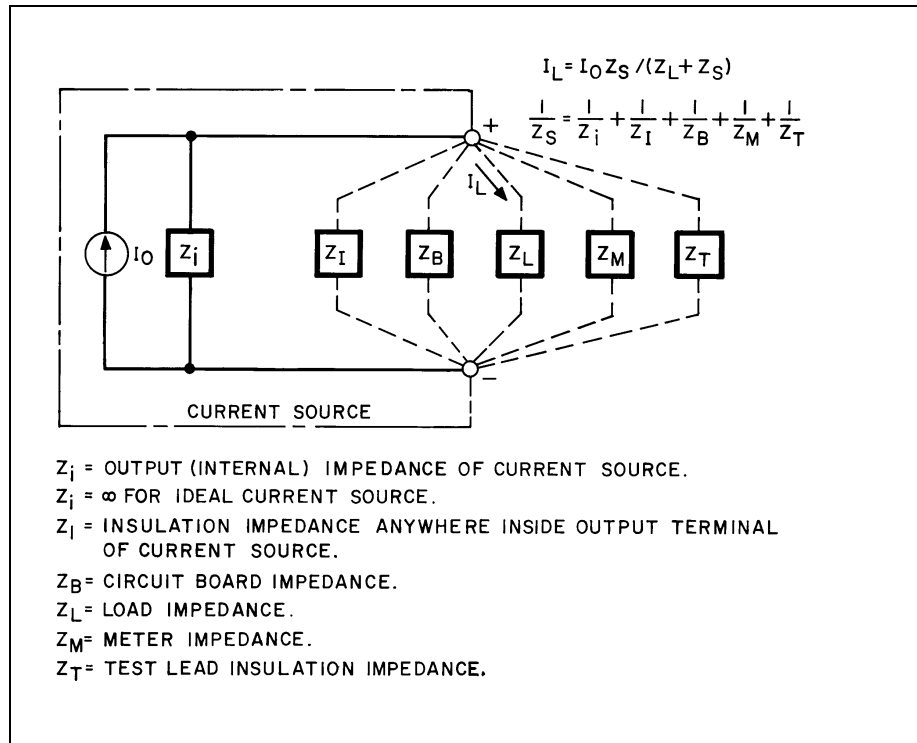 I_L = I_O Z_S /(Z_L + Z_S)
1/Z_S = 1/Z_i + 1/Z_I + 1/Z_B + 1/Z_M + 1/Z_T
+
I_L
I_O
Z_i
Z_I
Z_B
Z_L
Z_M
Z_T
−
CURRENT SOURCE
Z_i = OUTPUT (INTERNAL) IMPEDANCE OF CURRENT SOURCE.
Z_i = ∞ FOR IDEAL CURRENT SOURCE.
Z_I = INSULATION IMPEDANCE ANYWHERE INSIDE OUTPUT TERMINAL
OF CURRENT SOURCE.
Z_B = CIRCUIT BOARD IMPEDANCE.
Z_L = LOAD IMPEDANCE.
Z_M = METER IMPEDANCE.
Z_T = TEST LEAD INSULATION IMPEDANCE.